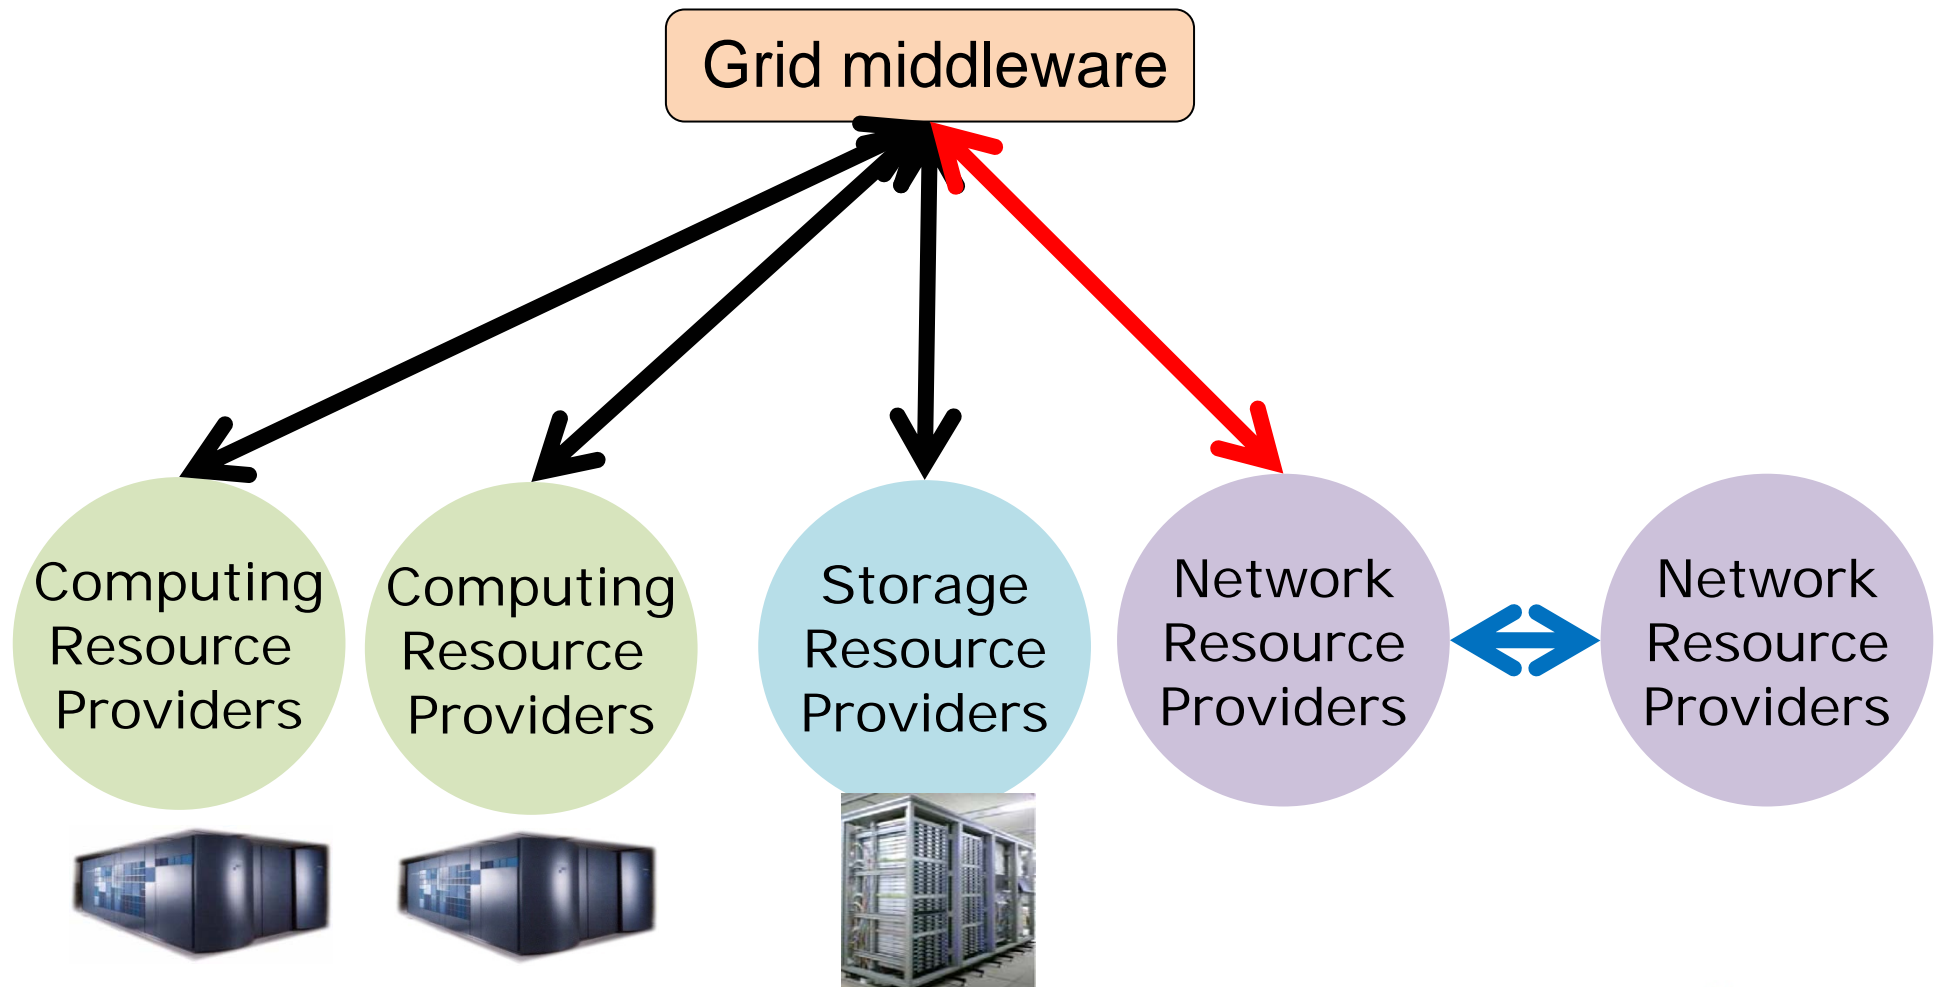 Grid middleware
Computing
Resource
Providers
Computing
Resource
Providers
Storage
Resource
Providers
Network
Resource
Providers
Network
Resource
Providers